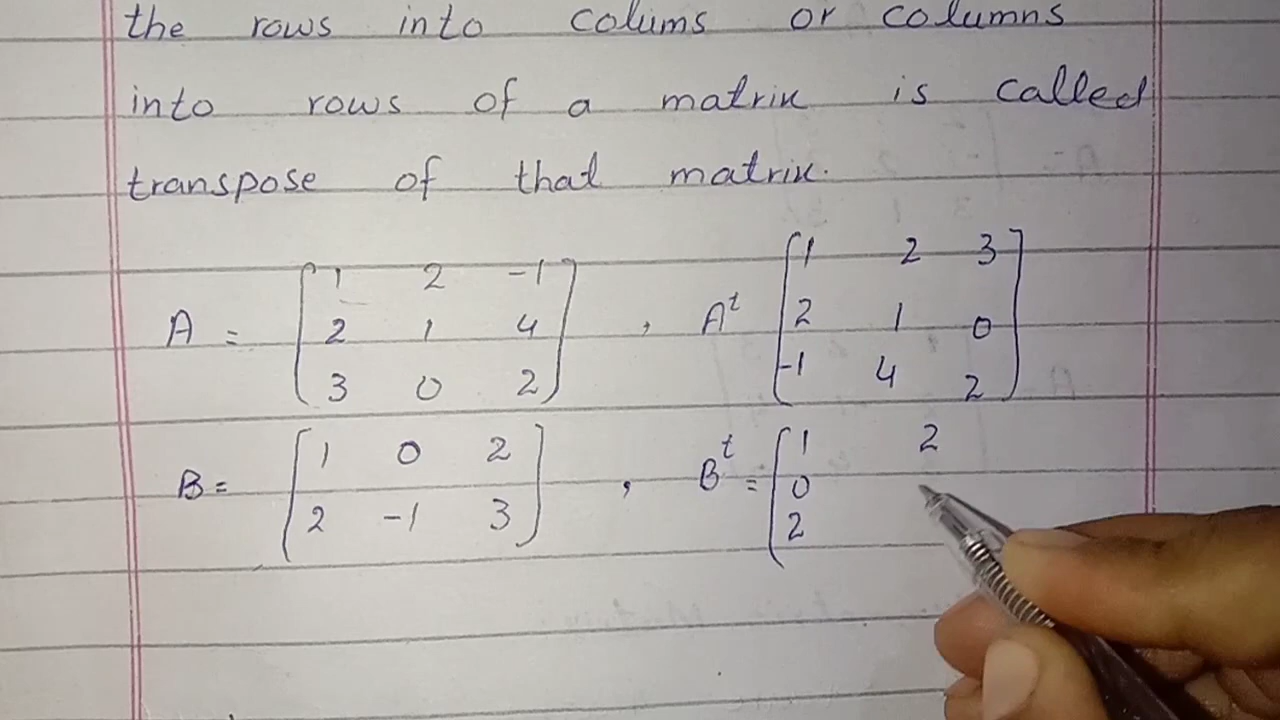 the rows into colums or columns
into rows of a matrix is called
transpose of that matrix.
A = [1 2 -1
2 1 4
3 0 2] , Aᵗ [1 2 3
2 1 0
-1 4 2]
B = [1 0 2
2 -1 3] , Bᵗ = [1 2
0
2